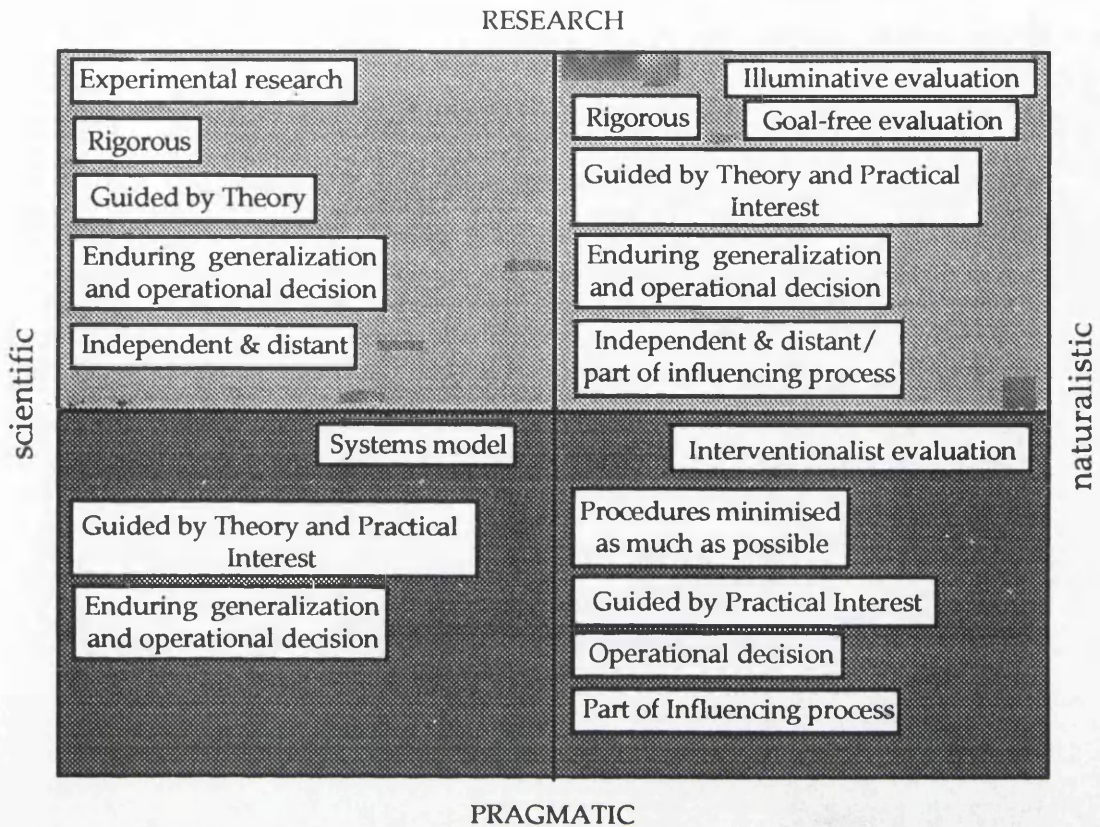 RESEARCH
Experimental research
Rigorous
Guided by Theory
Enduring generalization
and operational decision
Independent & distant
Illuminative evaluation
Rigorous
Goal-free evaluation
Guided by Theory and Practical
Interest
Enduring generalization
and operational decision
Independent & distant/
part of influencing process
scientific
naturalistic
Systems model
Guided by Theory and Practical
Interest
Enduring generalization
and operational decision
Interventionalist evaluation
Procedures minimised
as much as possible
Guided by Practical Interest
Operational decision
Part of Influencing process
PRAGMATIC